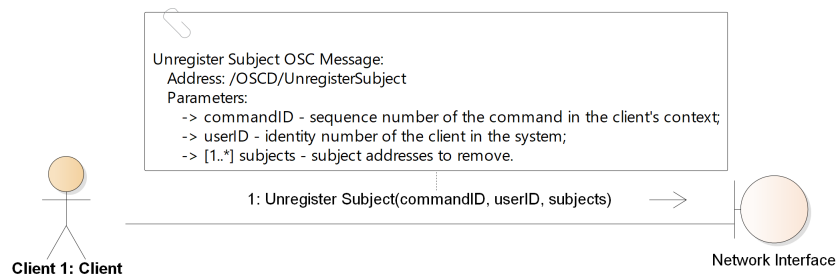 Unregister Subject OSC Message:
Address: /OSCD/UnregisterSubject
Parameters:
-> commandID - sequence number of the command in the client's context;
-> userID - identity number of the client in the system;
-> [1..*] subjects - subject addresses to remove.
1: Unregister Subject(commandID, userID, subjects)
Client 1: Client
Network Interface